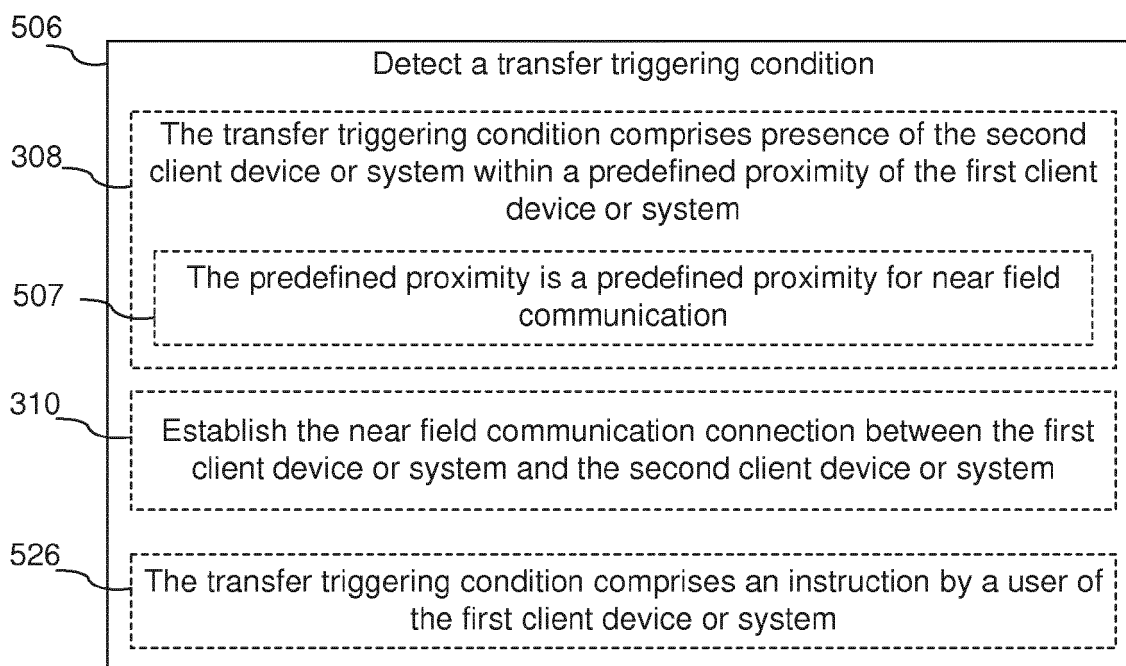 506
Detect a transfer triggering condition
308
The transfer triggering condition comprises presence of the second
client device or system within a predefined proximity of the first client
device or system
507
The predefined proximity is a predefined proximity for near field
communication
310
Establish the near field communication connection between the first
client device or system and the second client device or system
526
The transfer triggering condition comprises an instruction by a user of
the first client device or system